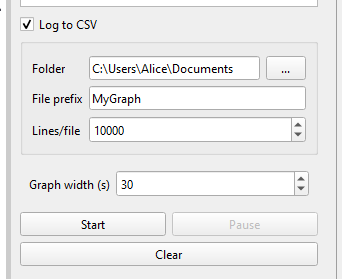 Log to CSV
Folder C:\Users\Alice\Documents ...
File prefix MyGraph
Lines/file 10000
Graph width (s) 30
Start Pause
Clear